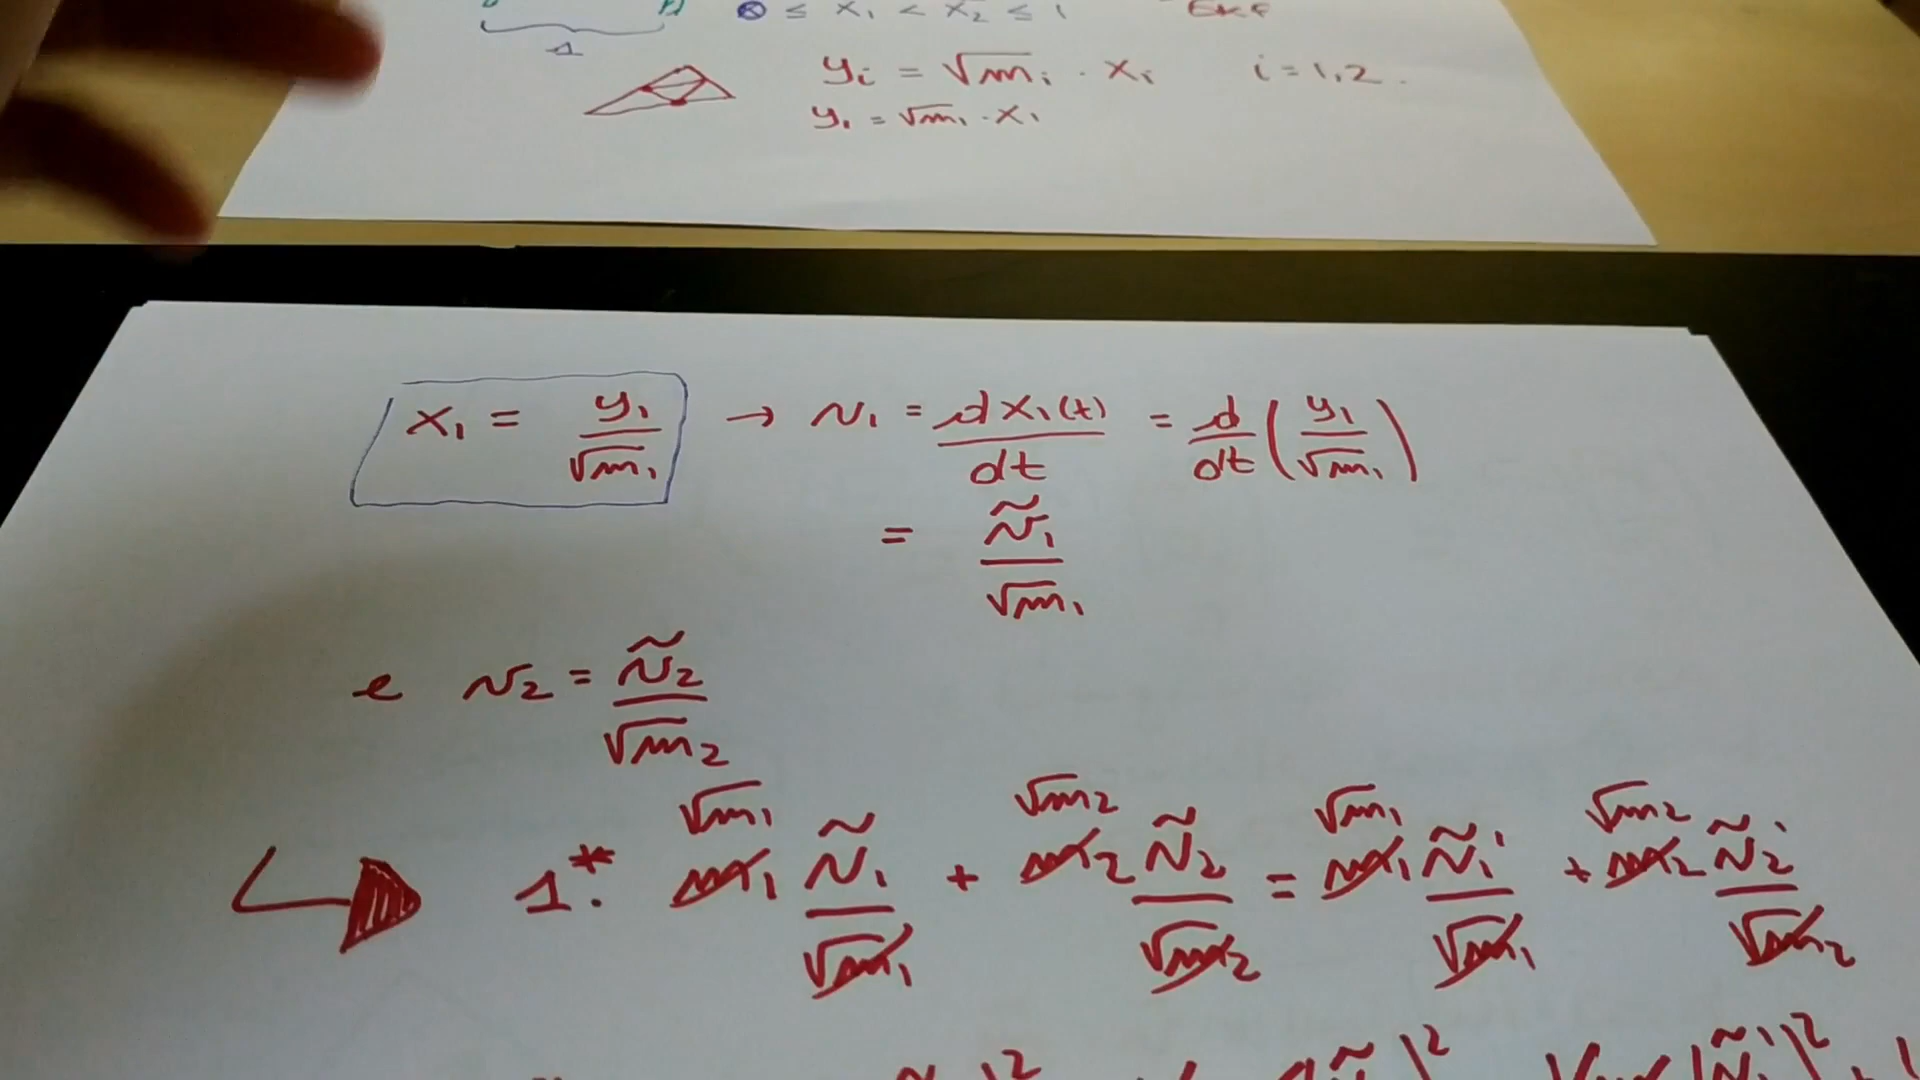 1
≤ x₁ < x₂ ≤ 1
yᵢ = √mᵢ · xᵢ   i = 1,2.
y₁ = √m₁ · x₁
x₁ = y₁/√m₁ → v₁ = dx₁(t)/dt = d/dt (y₁/√m₁)
= ṽ₁/√m₁
e v₂ = ṽ₂/√m₂
√m₁ √m₂ √m₁ √m₂
1.* m₁ ṽ₁/√m₁ + m₂ ṽ₂/√m₂ = m₁ ṽ₁'/√m₁ + m₂ ṽ₂'/√m₂